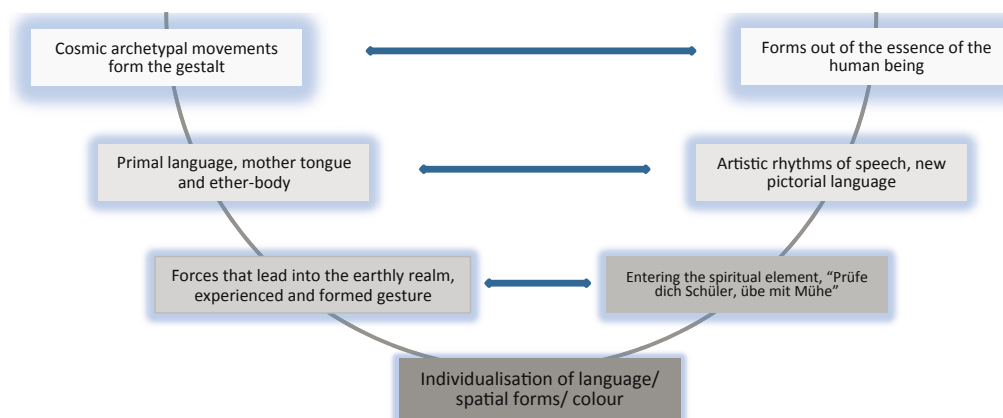 Cosmic archetypal movements
form the gestalt
Forms out of the essence of the
human being
Primal language, mother tongue
and ether-body
Artistic rhythms of speech, new
pictorial language
Forces that lead into the earthly realm,
experienced and formed gesture
Entering the spiritual element, “Prüfe
dich Schüler, übe mit Mühe”
Individualisation of language/
spatial forms/ colour